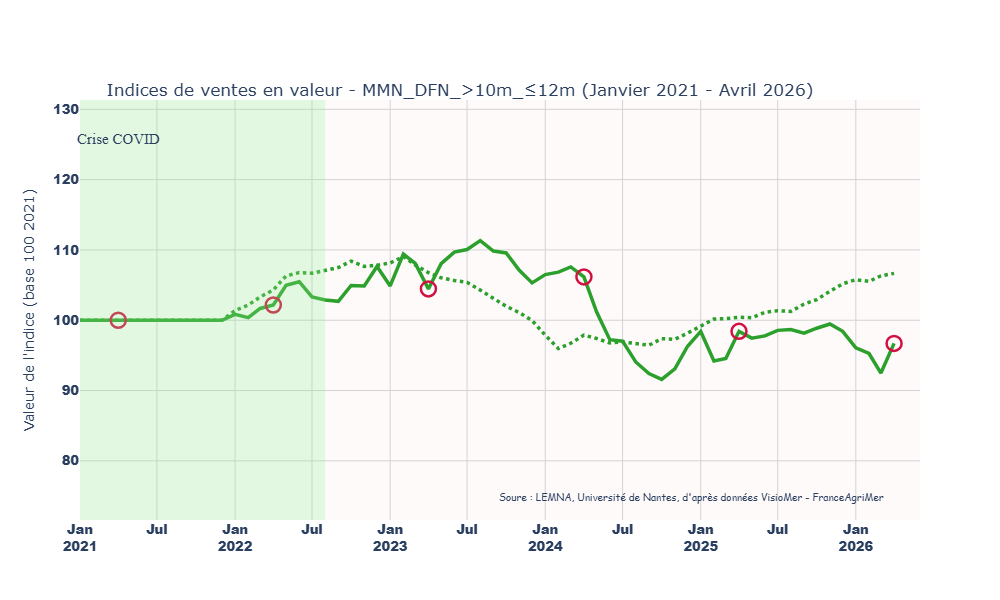 Indices de ventes en valeur - MMN_DFN_>10m_≤12m (Janvier 2021 - Avril 2026)
130
Crise COVID
120
110
100
90
80
Valeur de l'indice (base 100 2021)
Soure : LEMNA, Université de Nantes, d'après données VisioMer - FranceAgriMer
Jan Jul Jan Jul Jan Jul Jan Jul Jan Jul Jan
2021 2022 2023 2024 2025 2026